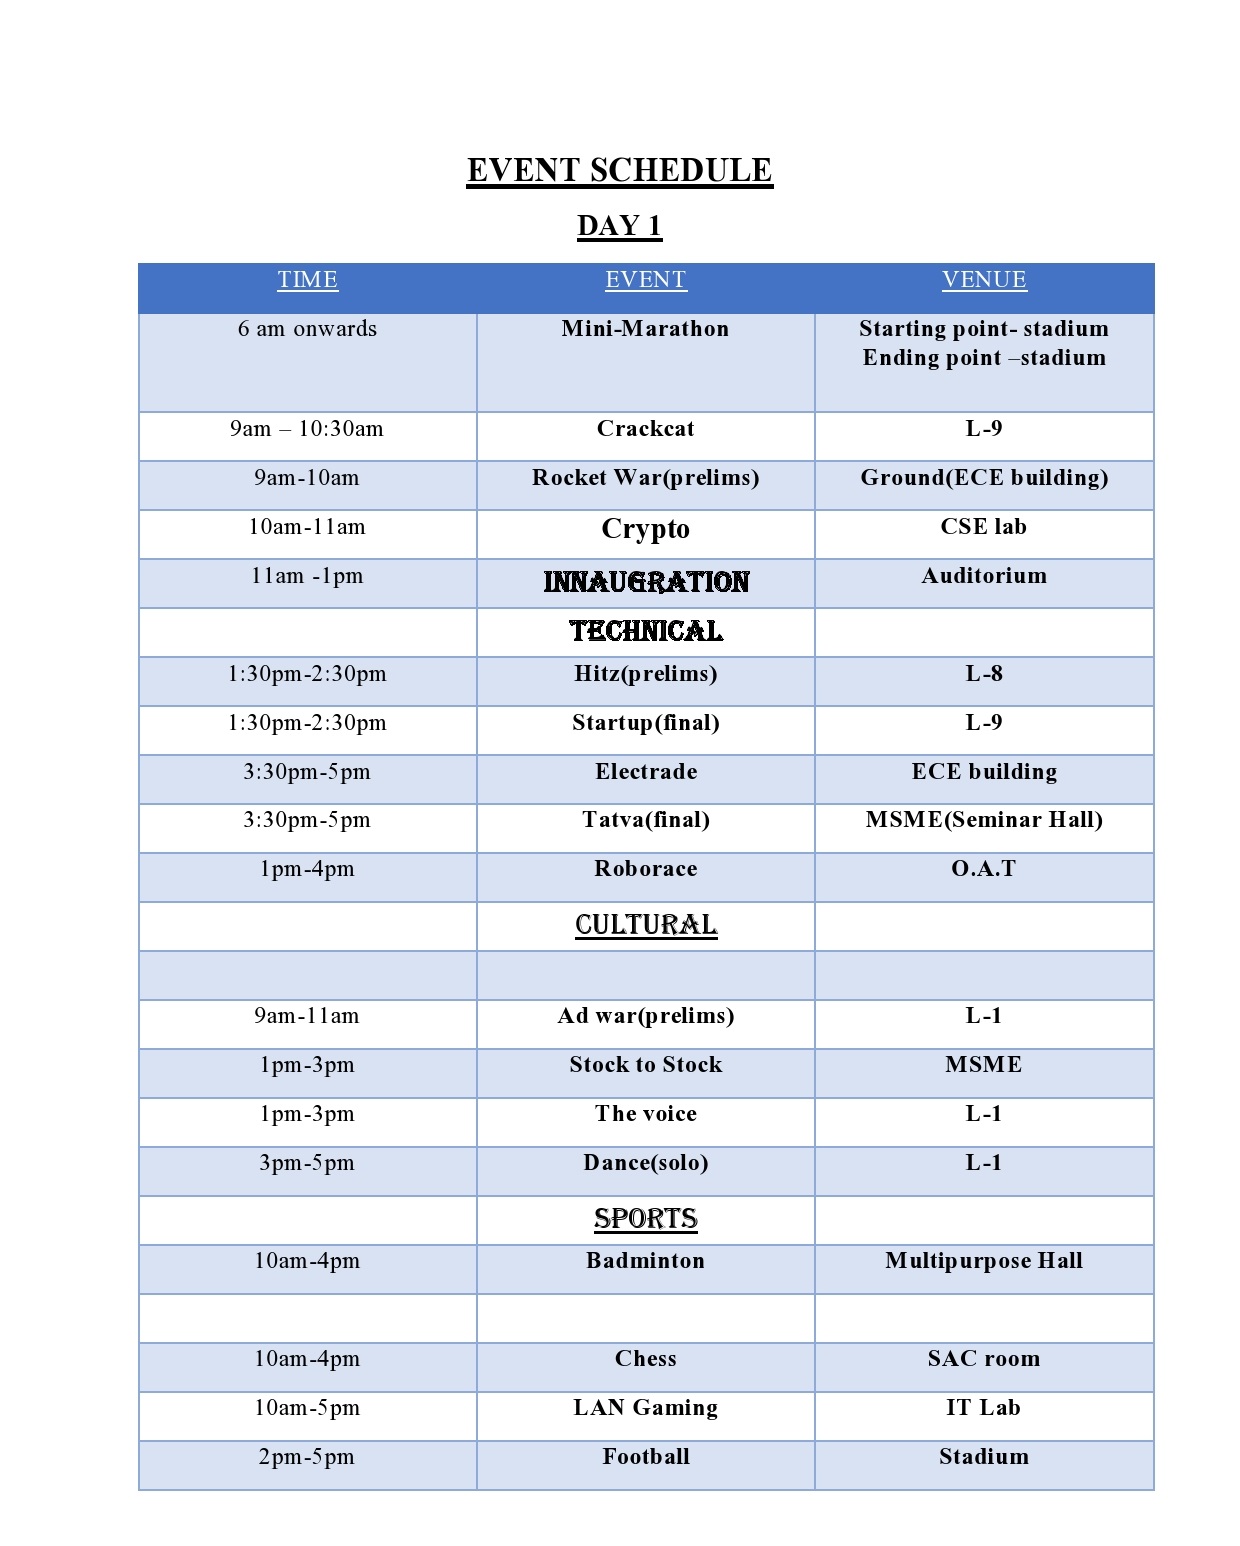 EVENT SCHEDULE
DAY 1
TIME EVENT VENUE
6 am onwards Mini-Marathon Starting point- stadium
Ending point –stadium
9am – 10:30am Crackcat L-9
9am-10am Rocket War(prelims) Ground(ECE building)
10am-11am Crypto CSE lab
11am -1pm INNAUGRATION Auditorium
TECHNICAL
1:30pm-2:30pm Hitz(prelims) L-8
1:30pm-2:30pm Startup(final) L-9
3:30pm-5pm Electrade ECE building
3:30pm-5pm Tatva(final) MSME(Seminar Hall)
1pm-4pm Roborace O.A.T
CULTURAL
9am-11am Ad war(prelims) L-1
1pm-3pm Stock to Stock MSME
1pm-3pm The voice L-1
3pm-5pm Dance(solo) L-1
SPORTS
10am-4pm Badminton Multipurpose Hall
10am-4pm Chess SAC room
10am-5pm LAN Gaming IT Lab
2pm-5pm Football Stadium